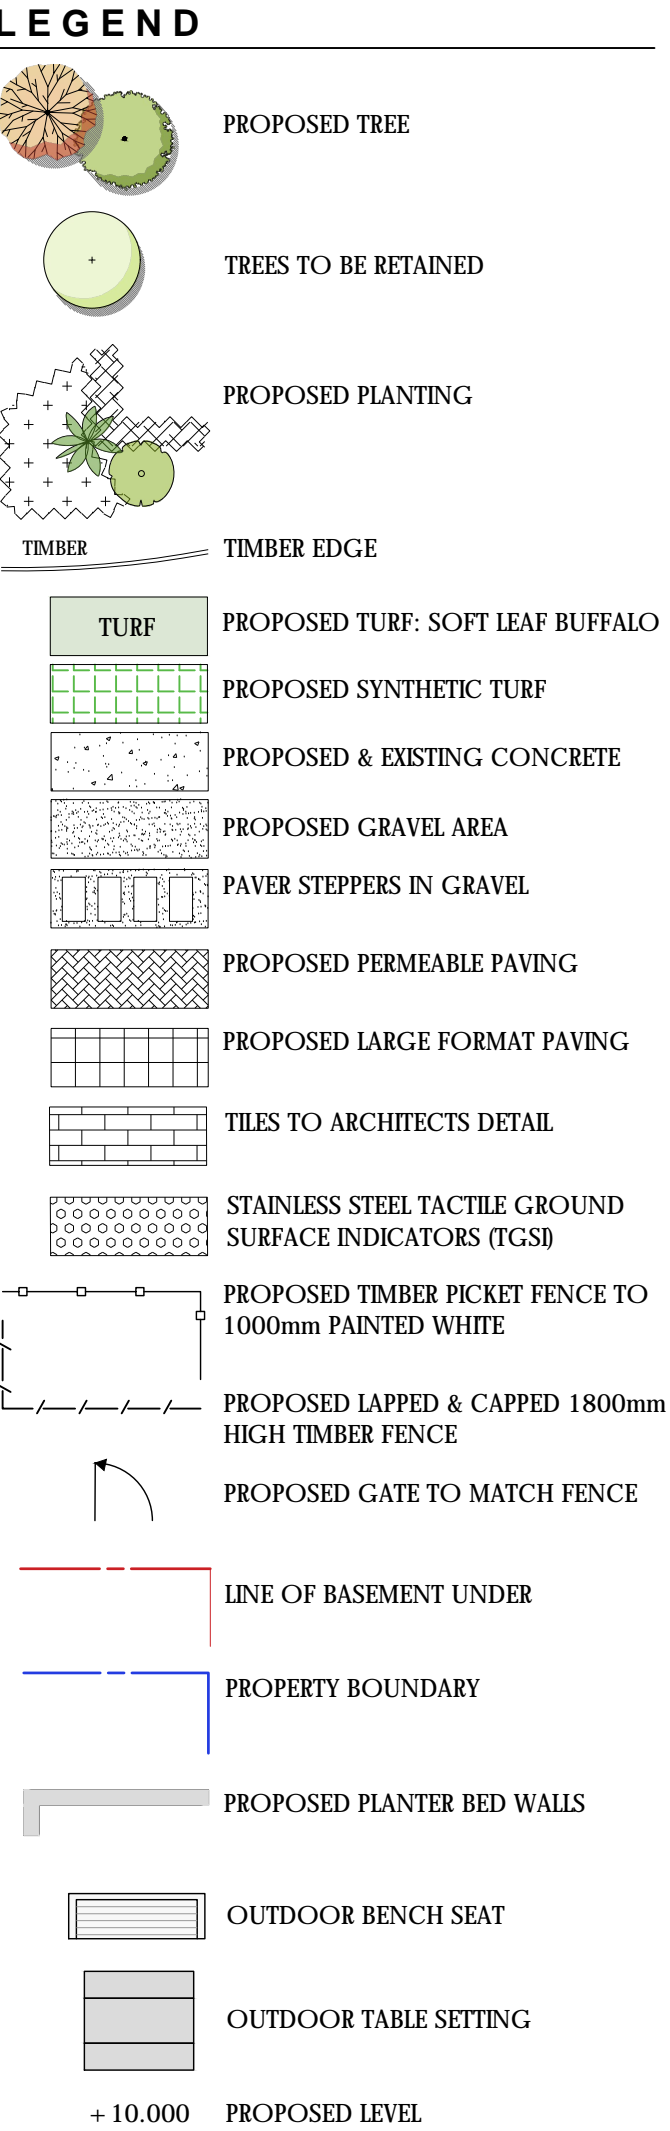 LEGEND
PROPOSED TREE
TREES TO BE RETAINED
PROPOSED PLANTING
TIMBER TIMBER EDGE
TURF PROPOSED TURF: SOFT LEAF BUFFALO
PROPOSED SYNTHETIC TURF
PROPOSED & EXISTING CONCRETE
PROPOSED GRAVEL AREA
PAVER STEPPERS IN GRAVEL
PROPOSED PERMEABLE PAVING
PROPOSED LARGE FORMAT PAVING
TILES TO ARCHITECTS DETAIL
STAINLESS STEEL TACTILE GROUND
SURFACE INDICATORS (TGSI)
PROPOSED TIMBER PICKET FENCE TO
1000mm PAINTED WHITE
PROPOSED LAPPED & CAPPED 1800mm
HIGH TIMBER FENCE
PROPOSED GATE TO MATCH FENCE
LINE OF BASEMENT UNDER
PROPERTY BOUNDARY
PROPOSED PLANTER BED WALLS
OUTDOOR BENCH SEAT
OUTDOOR TABLE SETTING
+10.000 PROPOSED LEVEL